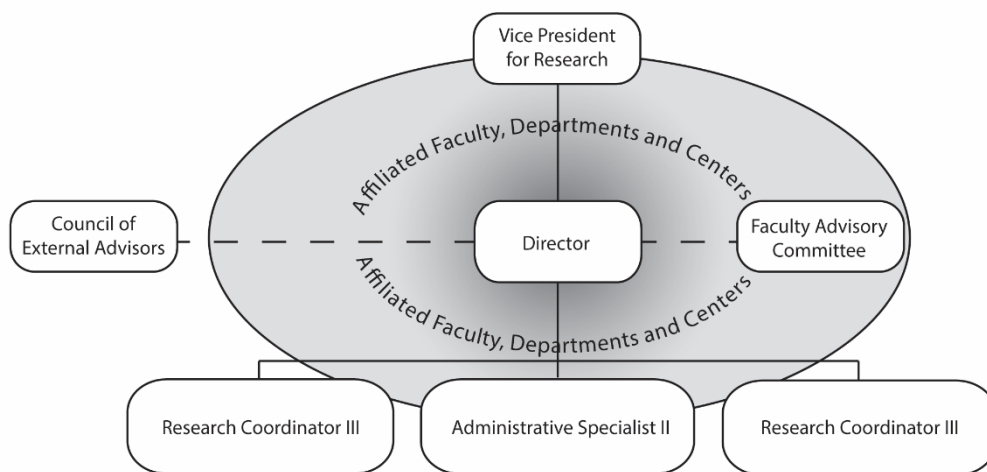 Vice President
for Research
Affiliated Faculty, Departments and Centers
Council of
External Advisors
Director
Faculty Advisory
Committee
Affiliated Faculty, Departments and Centers
Research Coordinator III
Administrative Specialist II
Research Coordinator III